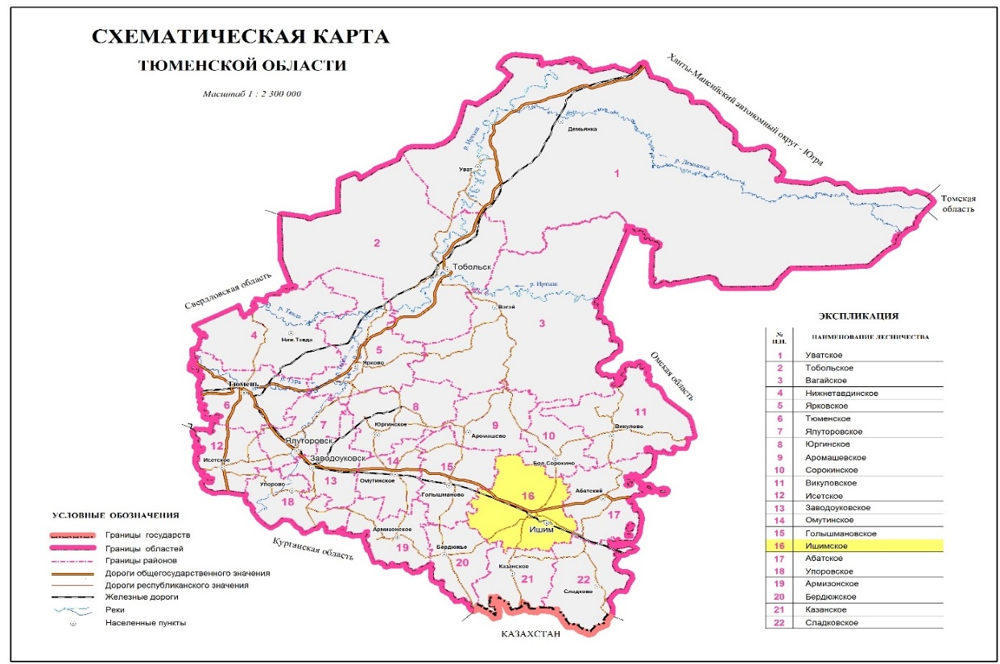 СХЕМАТИЧЕСКАЯ КАРТА
ТЮМЕНСКОЙ ОБЛАСТИ
Масштаб 1 : 2 300 000
Ханты-Мансийский автономный округ - Югра
Демьянка
р. Иртыш
р. Демьянка
Уват
1
Томская
область
2
Тобольск
Свердловская область
р. Иртыш
р. Тавда
Вагай
3
4
Ниж.Тавда
5
Ярково
Омская область
Тюмень
р. Тура
6
8
11
7
Юргинское
9
Викулово
Аромашево
10
Ялуторовск
12
Исетское
Заводоуковск
14
15
Бол.Сорокино
13
Омутинское
Упорово
Голышманово
16
Абатский
18
17
Ишим
Армизонское
19
Курганская область
Бердюжье
20
Казанское
21
22
Сладково
КАЗАХСТАН
УСЛОВНЫЕ ОБОЗНАЧЕНИЯ
Границы государств
Границы областей
Границы районов
Дороги общегосударственного значения
Дороги республиканского значения
Железные дороги
Реки
Населенные пункты
ЭКСПЛИКАЦИЯ
№ П.П. НАИМЕНОВАНИЕ ЛЕСНИЧЕСТВА
1 Уватское
2 Тобольское
3 Вагайское
4 Нижнетавдинское
5 Ярковское
6 Тюменское
7 Ялуторовское
8 Юргинское
9 Аромашевское
10 Сорокинское
11 Викуловское
12 Исетское
13 Заводоуковское
14 Омутинское
15 Голышмановское
16 Ишимское
17 Абатское
18 Упоровское
19 Армизонское
20 Бердюжское
21 Казанское
22 Сладковское